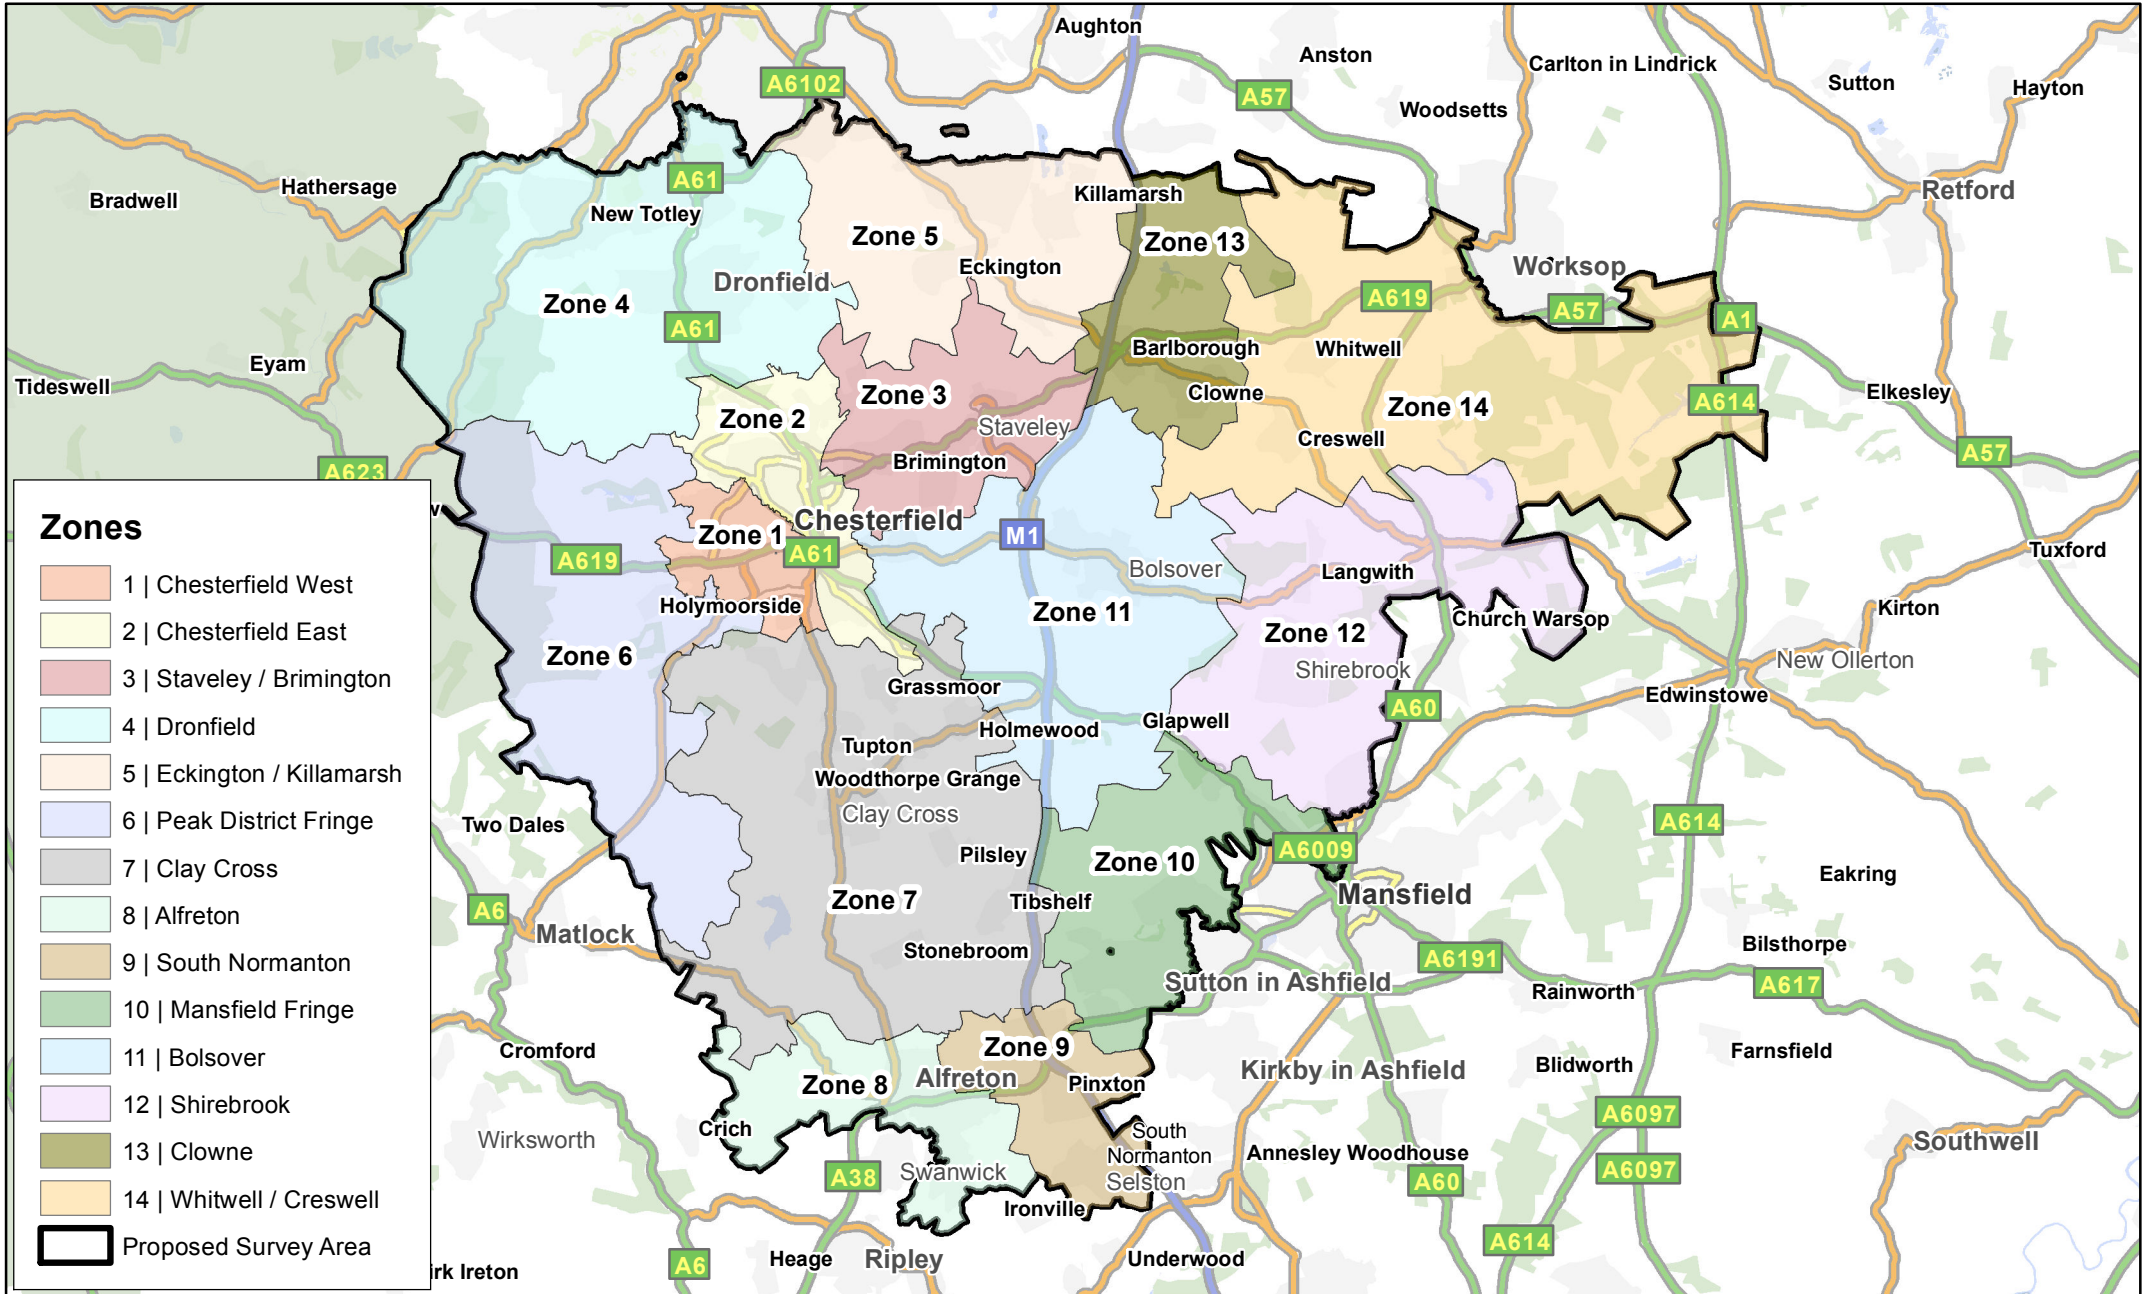 Aughton
Anston
Carlton in Lindrick
Sutton
Hayton
A6102
A57
Woodsetts
Bradwell
Hathersage
A61
New Totley
Killamarsh
Retford
Zone 5
Zone 13
Eckington
Worksop
Dronfield
Zone 4
A619
A57
A1
A61
Eyam
Tideswell
Barlborough
Whitwell
Zone 3
Clowne
Elkesley
Zone 2
Zone 14
A614
Staveley
Creswell
A623
Brimington
A57
Chesterfield
Zone 1
M1
A61
A619
Tuxford
Bolsover
Langwith
Holymoorside
Zone 11
Church Warsop
Kirton
Zone 12
Zone 6
Shirebrook
New Ollerton
Grassmoor
Edwinstowe
A60
Glapwell
Holmewood
Tupton
Woodthorpe Grange
Clay Cross
Two Dales
A614
Pilsley
Zone 10
A6009
Eakring
Zone 7
Tibshelf
Mansfield
A6
Matlock
Stonebroom
Bilsthorpe
A6191
Sutton in Ashfield
A617
Rainworth
Cromford
Zone 9
Farnsfield
Zone 8
Alfreton
Pinxton
Kirkby in Ashfield
Blidworth
A6097
Crich
Wirksworth
South
Normanton
Selston
Annesley Woodhouse
Southwell
A38
Swanwick
A60
A6097
Ironville
A614
A6
Heage
Ripley
Underwood
irk Ireton
w
Zones
1 | Chesterfield West
2 | Chesterfield East
3 | Staveley / Brimington
4 | Dronfield
5 | Eckington / Killamarsh
6 | Peak District Fringe
7 | Clay Cross
8 | Alfreton
9 | South Normanton
10 | Mansfield Fringe
11 | Bolsover
12 | Shirebrook
13 | Clowne
14 | Whitwell / Creswell
Proposed Survey Area